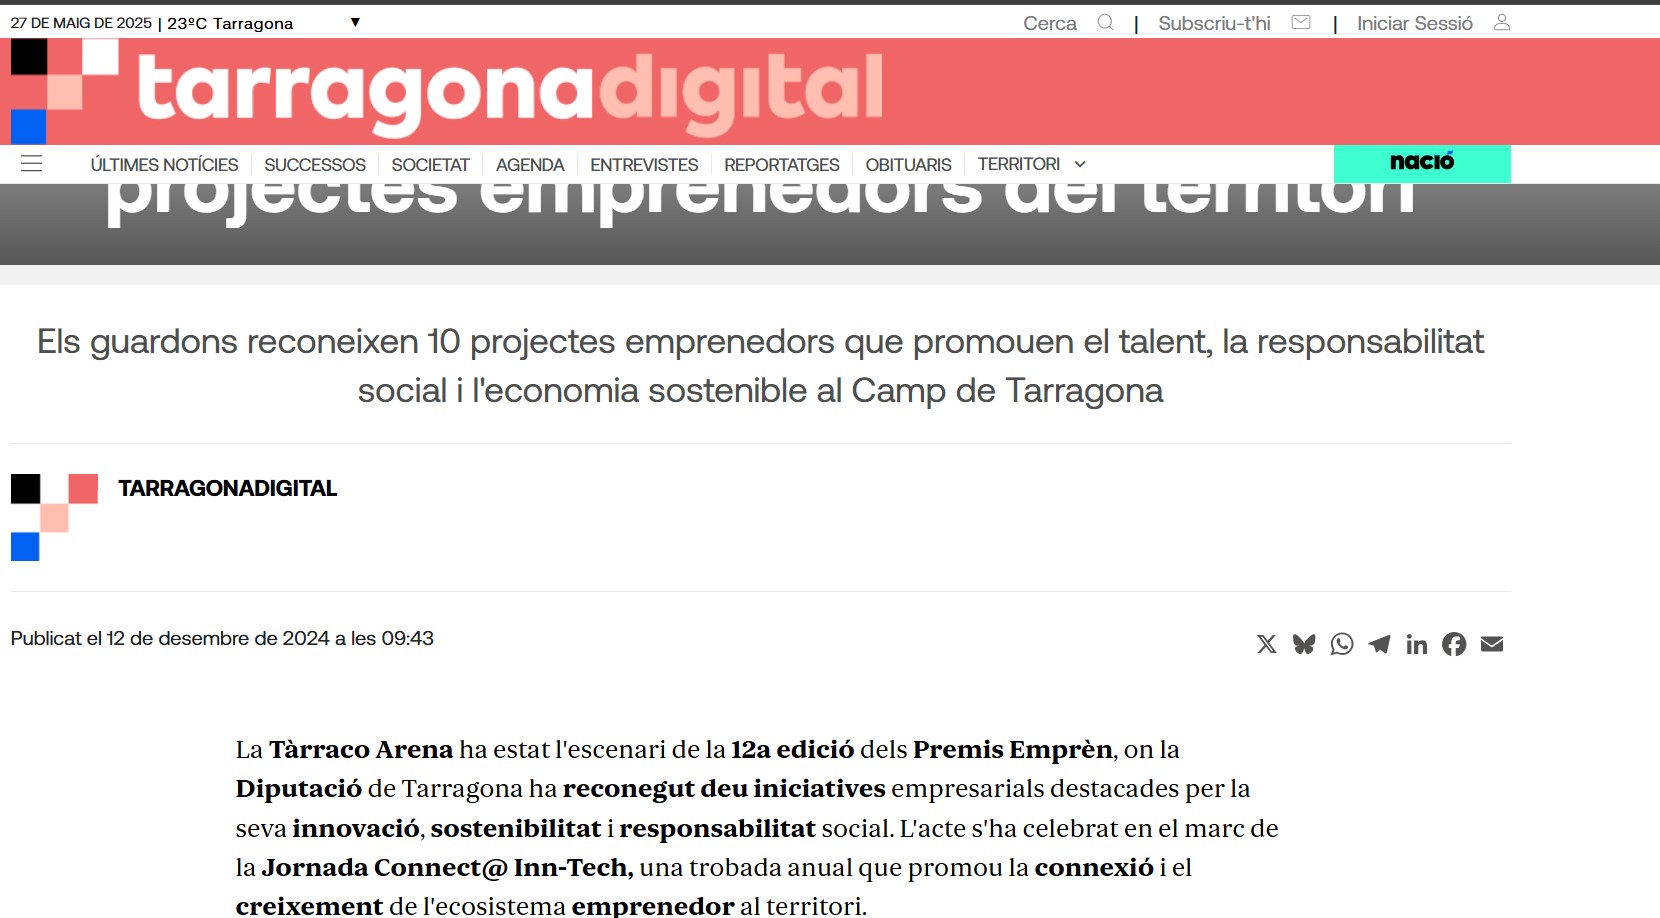 27 DE MAIG DE 2025 | 23ºC Tarragona ▼
Cerca | Subscriu-t'hi | Iniciar Sessió
tarragonadigital
ÚLTIMES NOTÍCIES SUCCESSOS SOCIETAT AGENDA ENTREVISTES REPORTATGES OBITUARIS TERRITORI
nació
projectes emprenedors del territori
Els guardons reconeixen 10 projectes emprenedors que promouen el talent, la responsabilitat
social i l'economia sostenible al Camp de Tarragona
TARRAGONADIGITAL
Publicat el 12 de desembre de 2024 a les 09:43
La Tàrraco Arena ha estat l'escenari de la 12a edició dels Premis Emprèn, on la
Diputació de Tarragona ha reconegut deu iniciatives empresarials destacades per la
seva innovació, sostenibilitat i responsabilitat social. L'acte s'ha celebrat en el marc de
la Jornada Connect@ Inn-Tech, una trobada anual que promou la connexió i el
creixement de l'ecosistema emprenedor al territori.